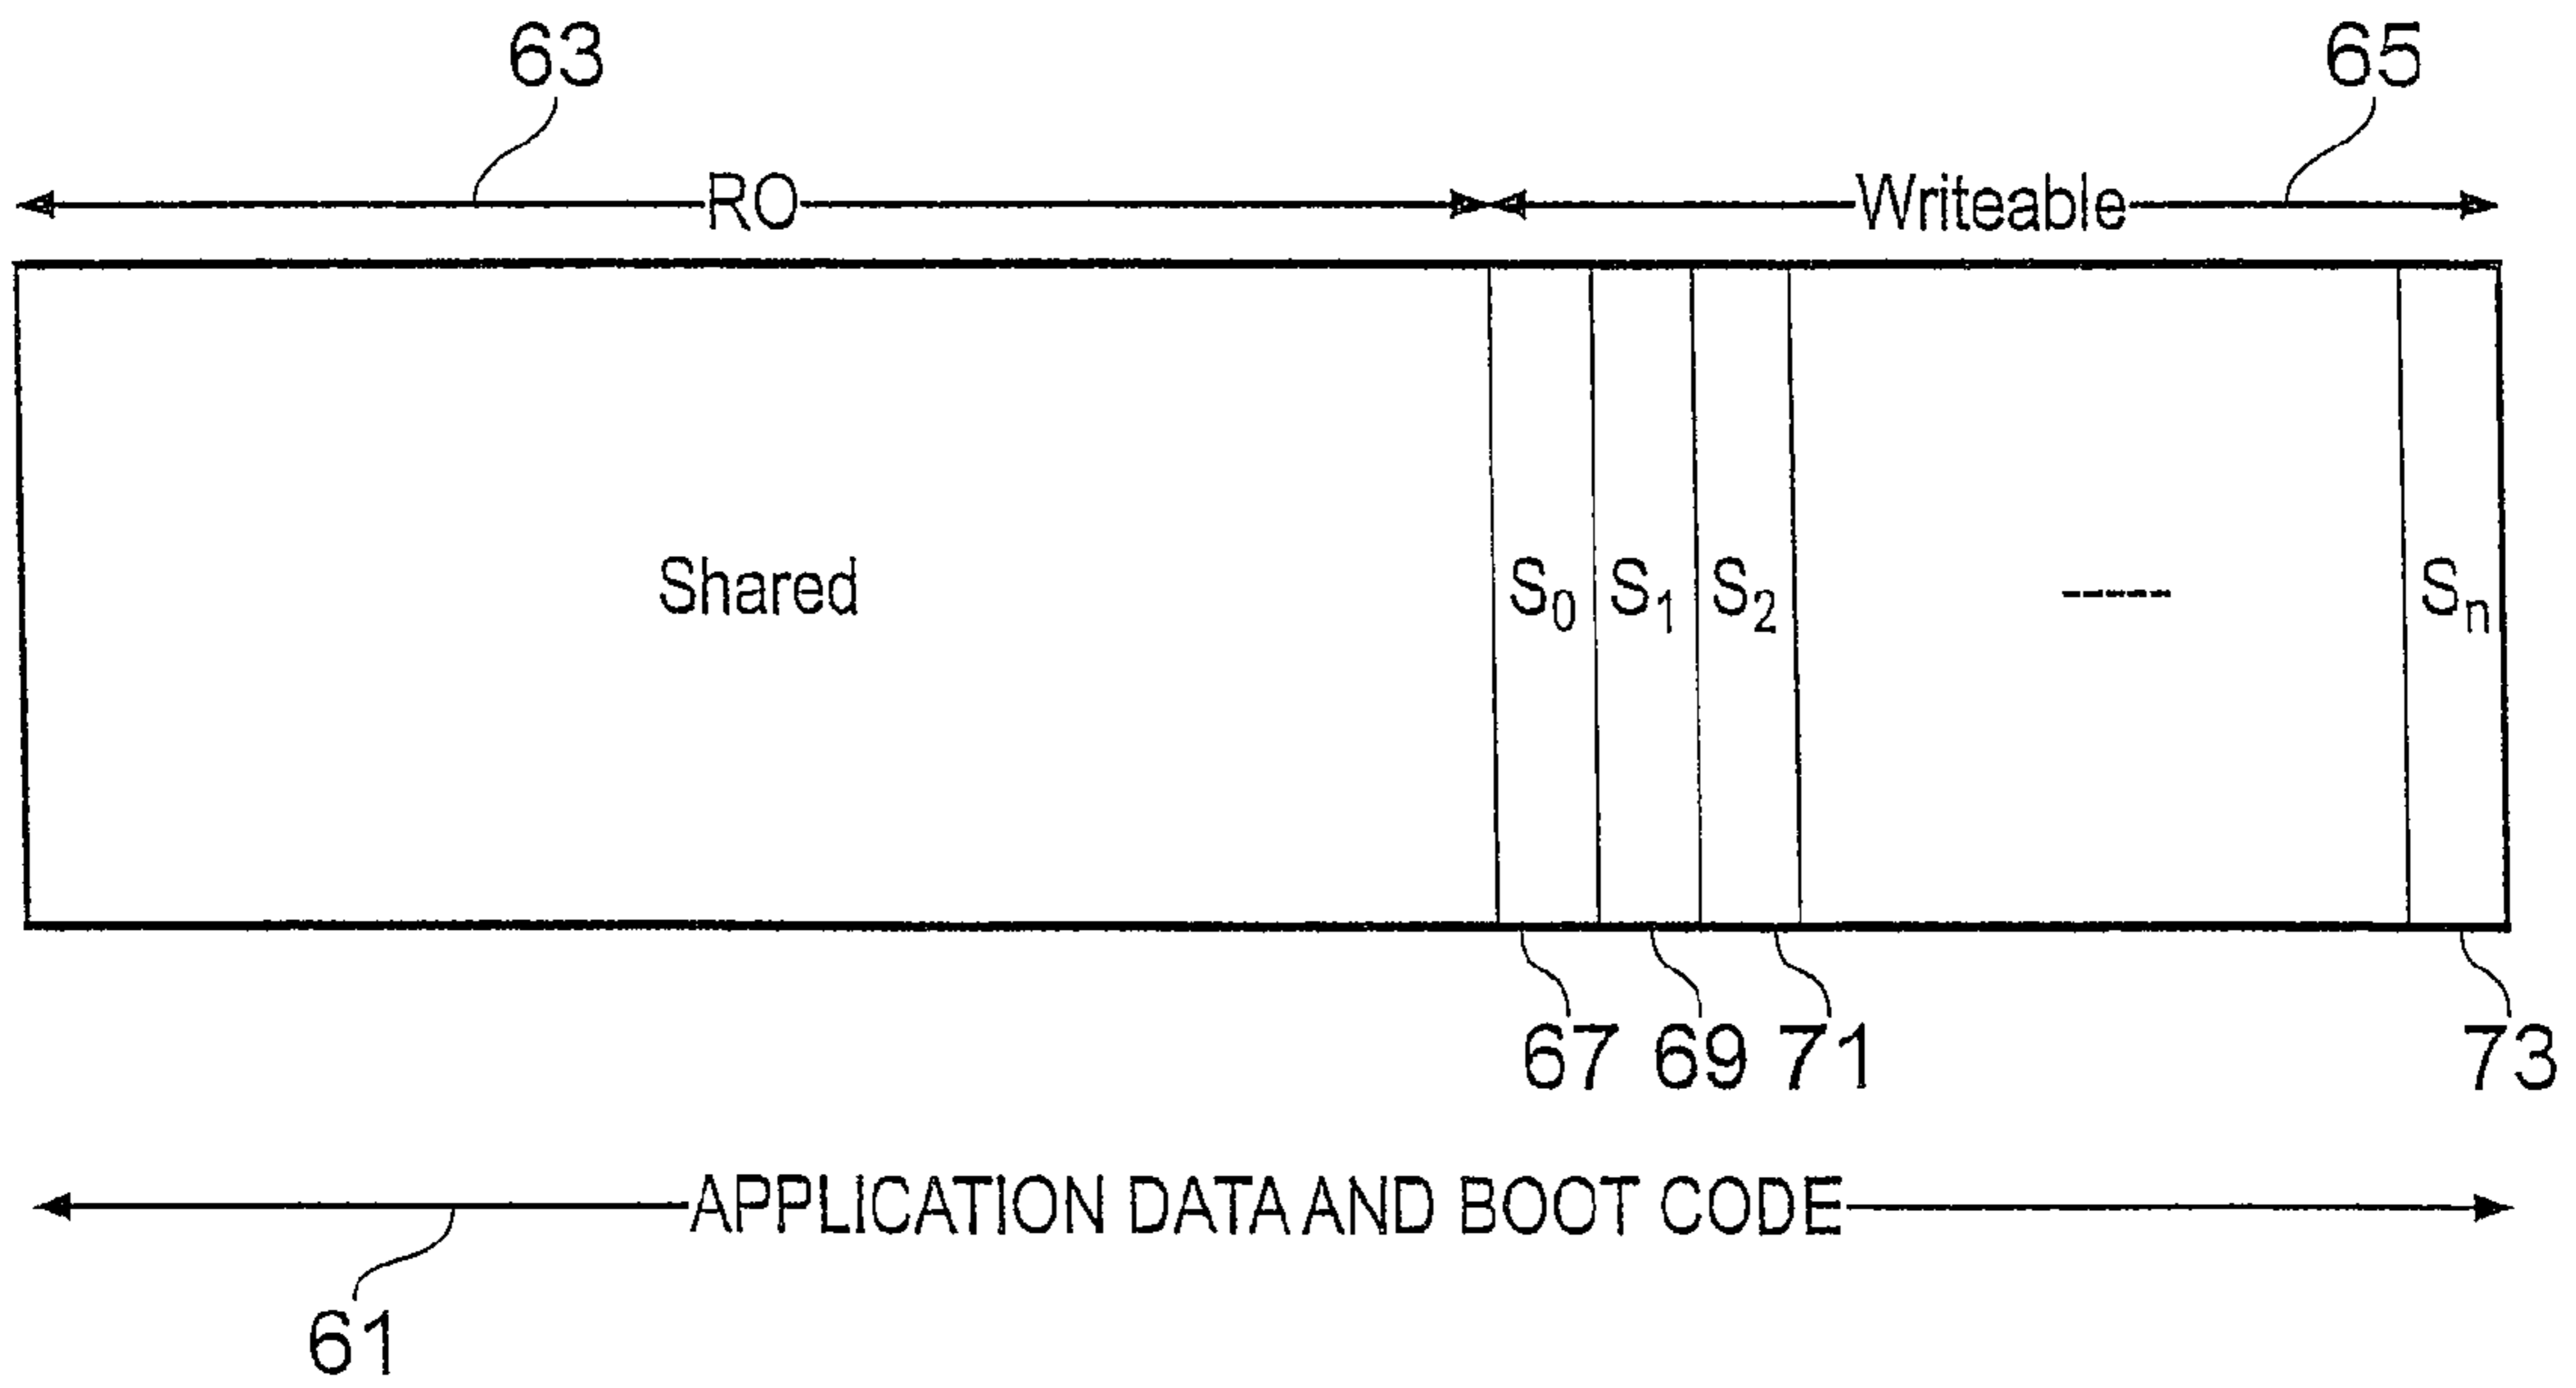 63 65
RO Writeable
Shared S₀ S₁ S₂ ----- Sₙ
67 69 71 73
APPLICATION DATA AND BOOT CODE
61